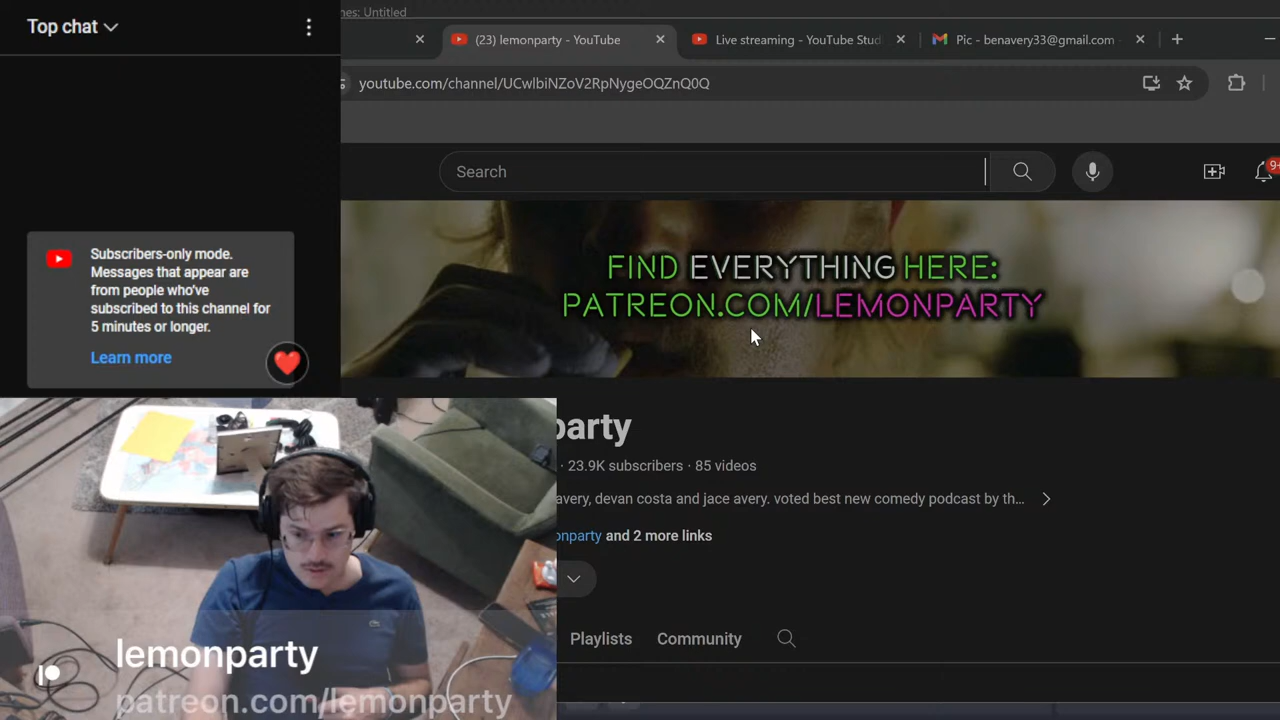 nes: Untitled
Top chat
(23) lemonparty - YouTube
Live streaming - YouTube Stud
Pic - benavery33@gmail.com
youtube.com/channel/UCwlbiNZoV2RpNygeOQZnQ0Q
Search
9+
Subscribers-only mode.
Messages that appear are
from people who've
subscribed to this channel for
5 minutes or longer.
Learn more
FIND EVERYTHING HERE:
PATREON.COM/LEMONPARTY
party
· 23.9K subscribers · 85 videos
avery, devan costa and jace avery. voted best new comedy podcast by th...
onparty and 2 more links
Playlists
Community
lemonparty
patreon.com/lemonparty